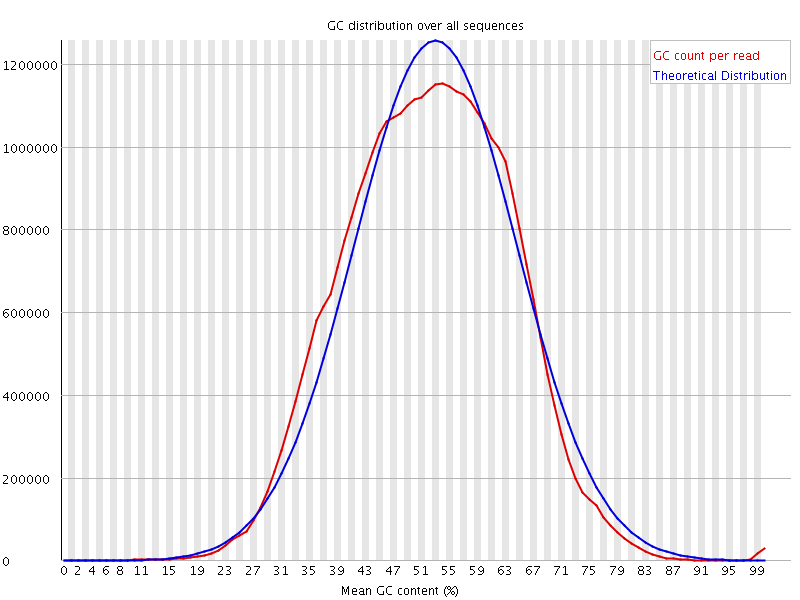 GC distribution over all sequences
GC count per read
Theoretical Distribution
1200000
1000000
800000
600000
400000
200000
0
0 2 4 6 8 11 15 19 23 27 31 35 39 43 47 51 55 59 63 67 71 75 79 83 87 91 95 99
Mean GC content (%)